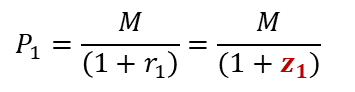 P₁ = M / (1 + r₁) = M / (1 + z₁)